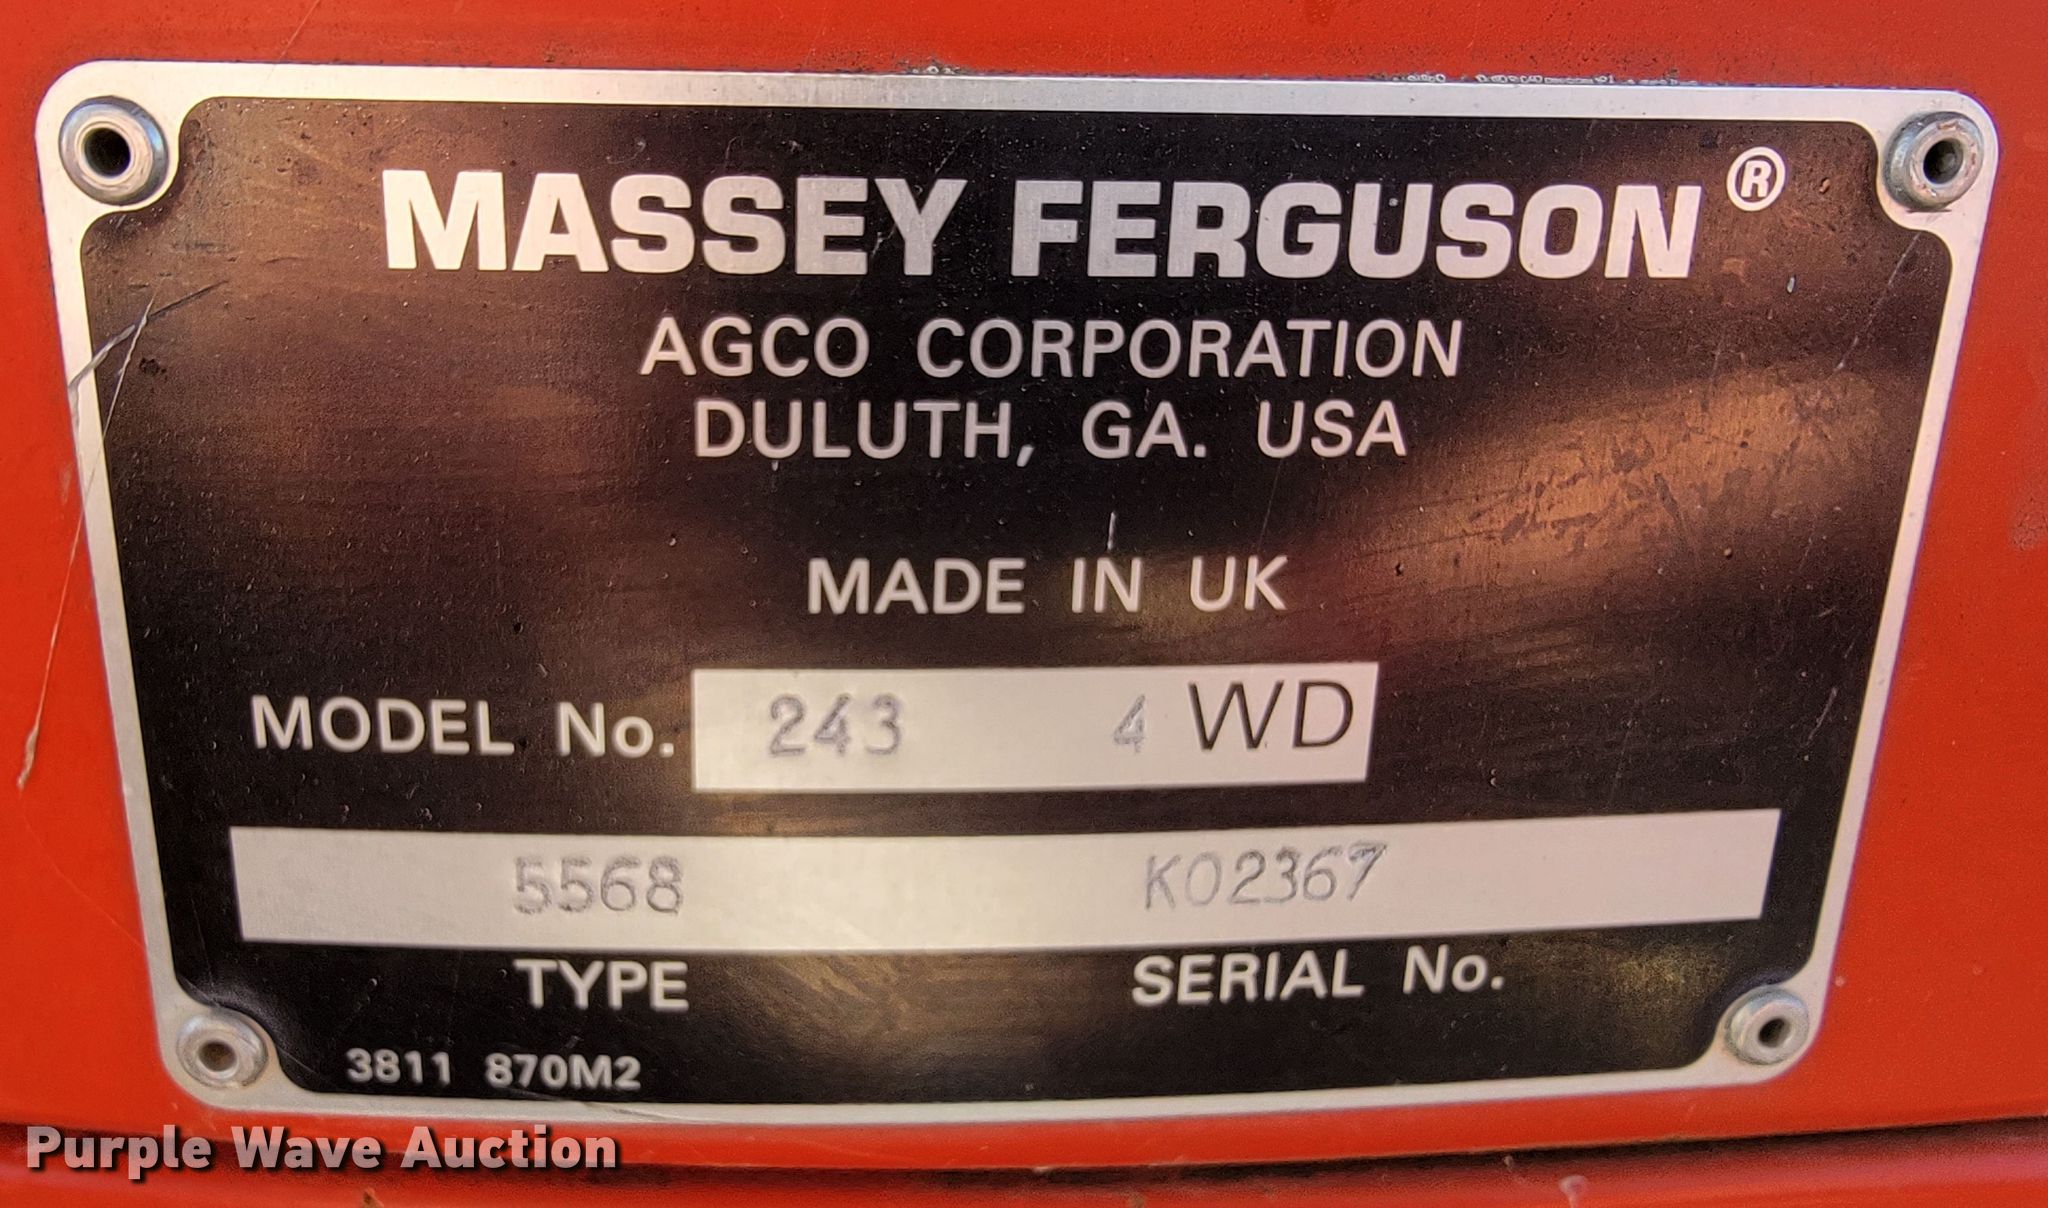 MASSEY FERGUSON®
AGCO CORPORATION
DULUTH, GA. USA
MADE IN UK
MODEL No. 243 4 WD
5568 K02367
TYPE SERIAL No.
3811 870M2
Purple Wave Auction